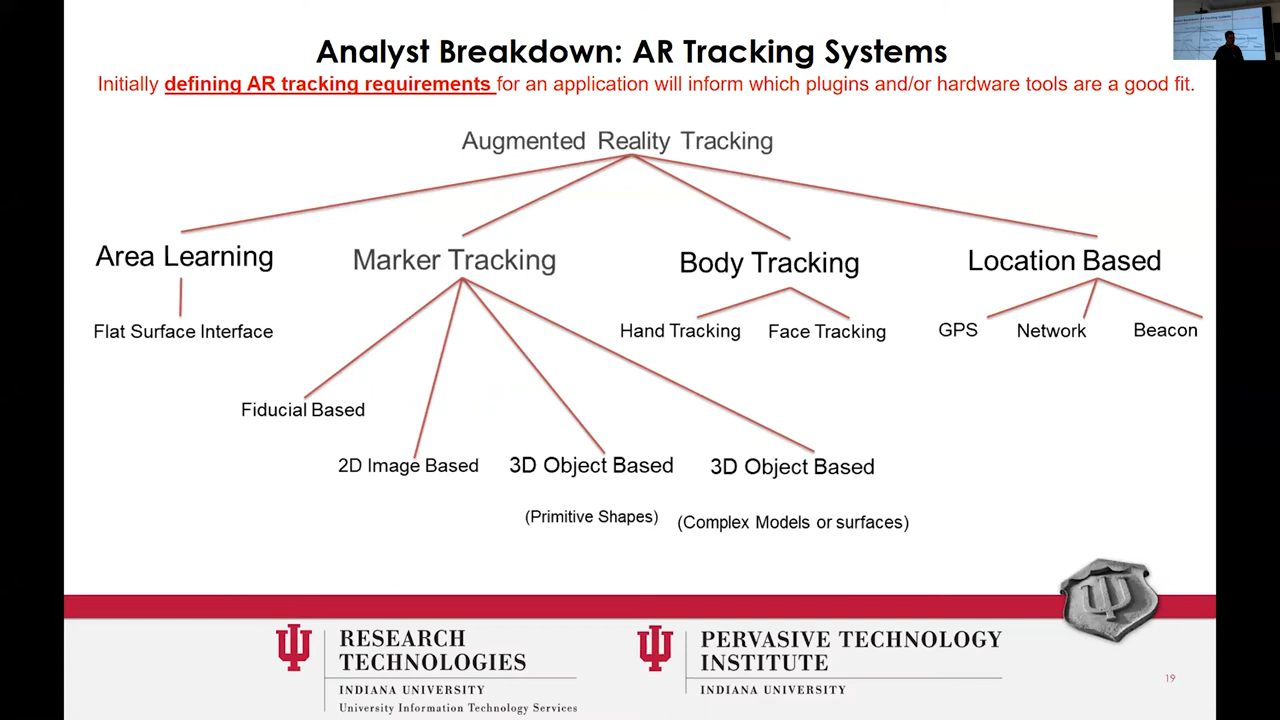 Analyst Breakdown: AR Tracking Systems
Initially defining AR tracking requirements for an application will inform which plugins and/or hardware tools are a good fit.
Augmented Reality Tracking
Area Learning
Marker Tracking
Body Tracking
Location Based
Flat Surface Interface
Hand Tracking
Face Tracking
GPS
Network
Beacon
Fiducial Based
2D Image Based
3D Object Based
3D Object Based
(Primitive Shapes)
(Complex Models or surfaces)
RESEARCH
TECHNOLOGIES
INDIANA UNIVERSITY
University Information Technology Services
PERVASIVE TECHNOLOGY
INSTITUTE
INDIANA UNIVERSITY
19